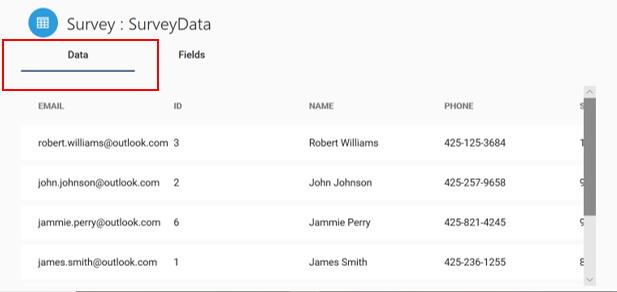 Survey : SurveyData
Data Fields
EMAIL ID NAME PHONE S
robert.williams@outlook.com 3 Robert Williams 425-125-3684 1
john.johnson@outlook.com 2 John Johnson 425-257-9658 9
jammie.perry@outlook.com 6 Jammie Perry 425-821-4245 9
james.smith@outlook.com 1 James Smith 425-236-1255 8